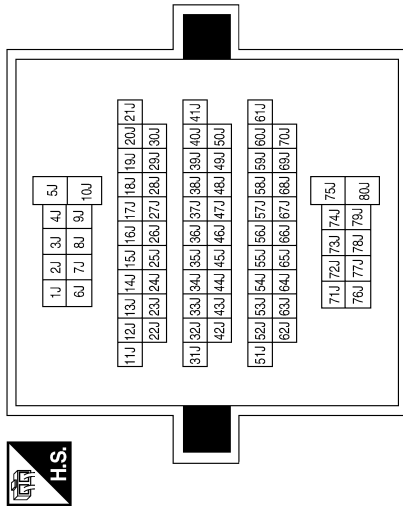 H.S.
1J 2J 3J 4J 5J
6J 7J 8J 9J 10J
11J 12J 13J 14J 15J 16J 17J 18J 19J 20J 21J
22J 23J 24J 25J 26J 27J 28J 29J 30J
31J 32J 33J 34J 35J 36J 37J 38J 39J 40J 41J
42J 43J 44J 45J 46J 47J 48J 49J 50J
51J 52J 53J 54J 55J 56J 57J 58J 59J 60J 61J
62J 63J 64J 65J 66J 67J 68J 69J 70J
71J 72J 73J 74J 75J
76J 77J 78J 79J 80J